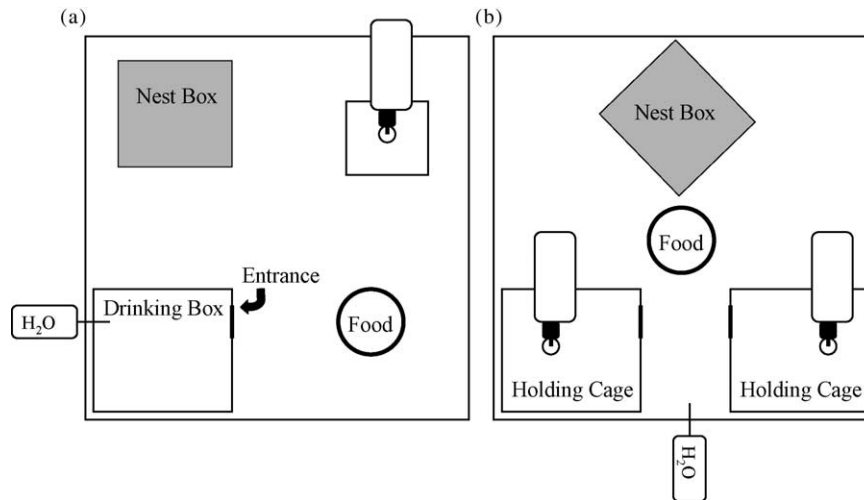 (a)
Nest Box
Entrance
Drinking Box
H₂O
Food
(b)
Nest Box
Food
Holding Cage
Holding Cage
H₂O